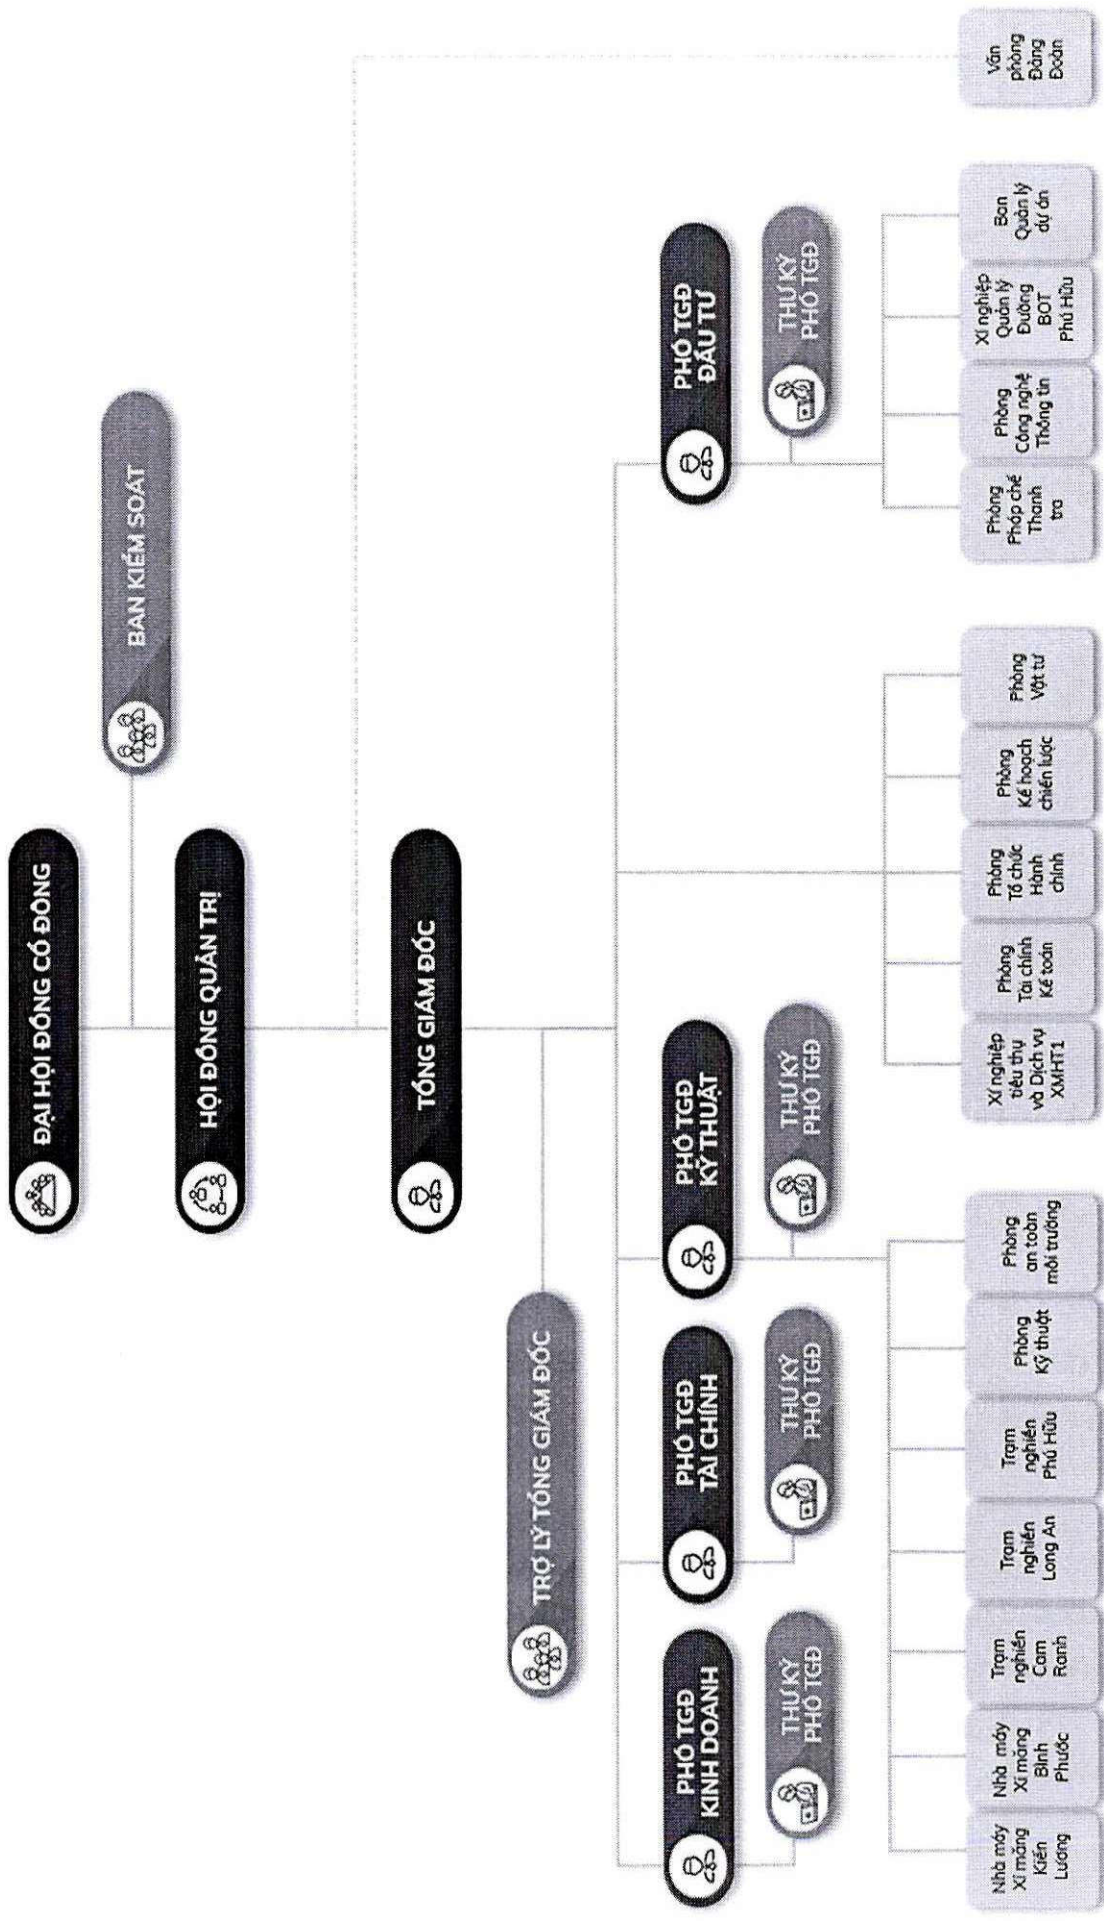 ĐẠI HỘI ĐỒNG CỔ ĐÔNG
BAN KIỂM SOÁT
HỘI ĐỒNG QUẢN TRỊ
TỔNG GIÁM ĐỐC
TRỢ LÝ TỔNG GIÁM ĐỐC
PHÓ TGĐ
KINH DOANH
THƯ KÝ
PHÓ TGĐ
PHÓ TGĐ
TÀI CHÍNH
THƯ KÝ
PHÓ TGĐ
PHÓ TGĐ
KỸ THUẬT
THƯ KÝ
PHÓ TGĐ
PHÓ TGĐ
ĐẦU TƯ
THƯ KÝ
PHÓ TGĐ
Nhà máy
Xi măng
Kiên
Lương
Nhà máy
Xi măng
Bình
Phước
Trạm
nghiền
Cam
Ranh
Trạm
nghiền
Long An
Trạm
nghiền
Phú Hữu
Phòng
Kỹ thuật
Phòng
an toàn
môi trường
Xí nghiệp
tiêu thụ
và Dịch vụ
XMHT1
Phòng
Tài chính
Kế toán
Phòng
Tổ chức
Hành
chính
Phòng
Kế hoạch
chiến lược
Phòng
Vật tư
Phòng
Pháp chế
Thanh
tra
Phòng
Công nghệ
Thông tin
Xí nghiệp
Quản lý
Đường
BOT
Phú Hữu
Ban
Quản lý
dự án
Văn
phòng
Đảng
Đoàn